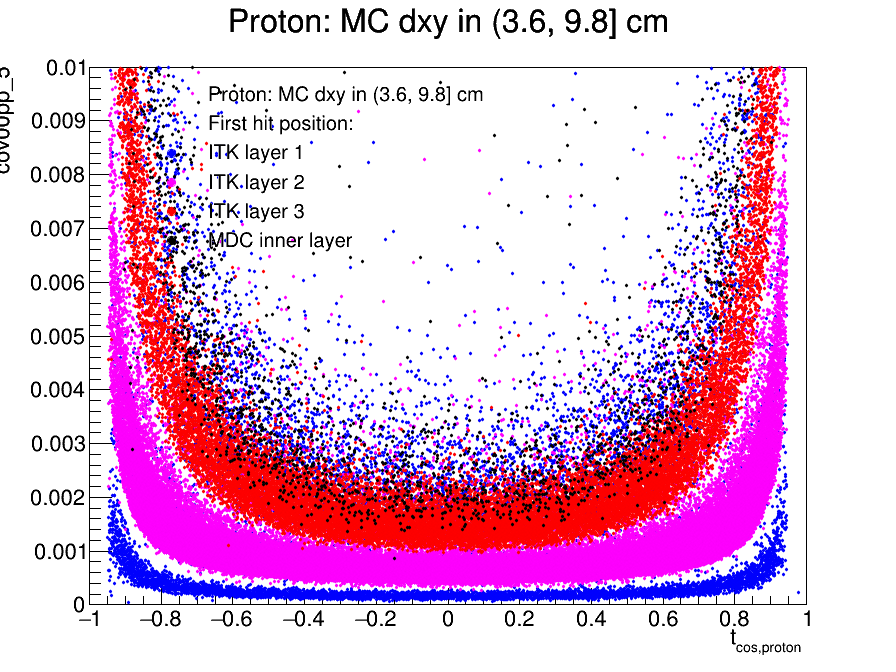 Proton: MC dxy in (3.6, 9.8] cm
0.01
0.009
0.008
0.007
0.006
0.005
0.004
0.003
0.002
0.001
0
Proton: MC dxy in (3.6, 9.8] cm
First hit position:
ITK layer 1
ITK layer 2
ITK layer 3
MDC inner layer
−1 −0.8 −0.6 −0.4 −0.2 0 0.2 0.4 0.6 0.8 1
t cos,proton